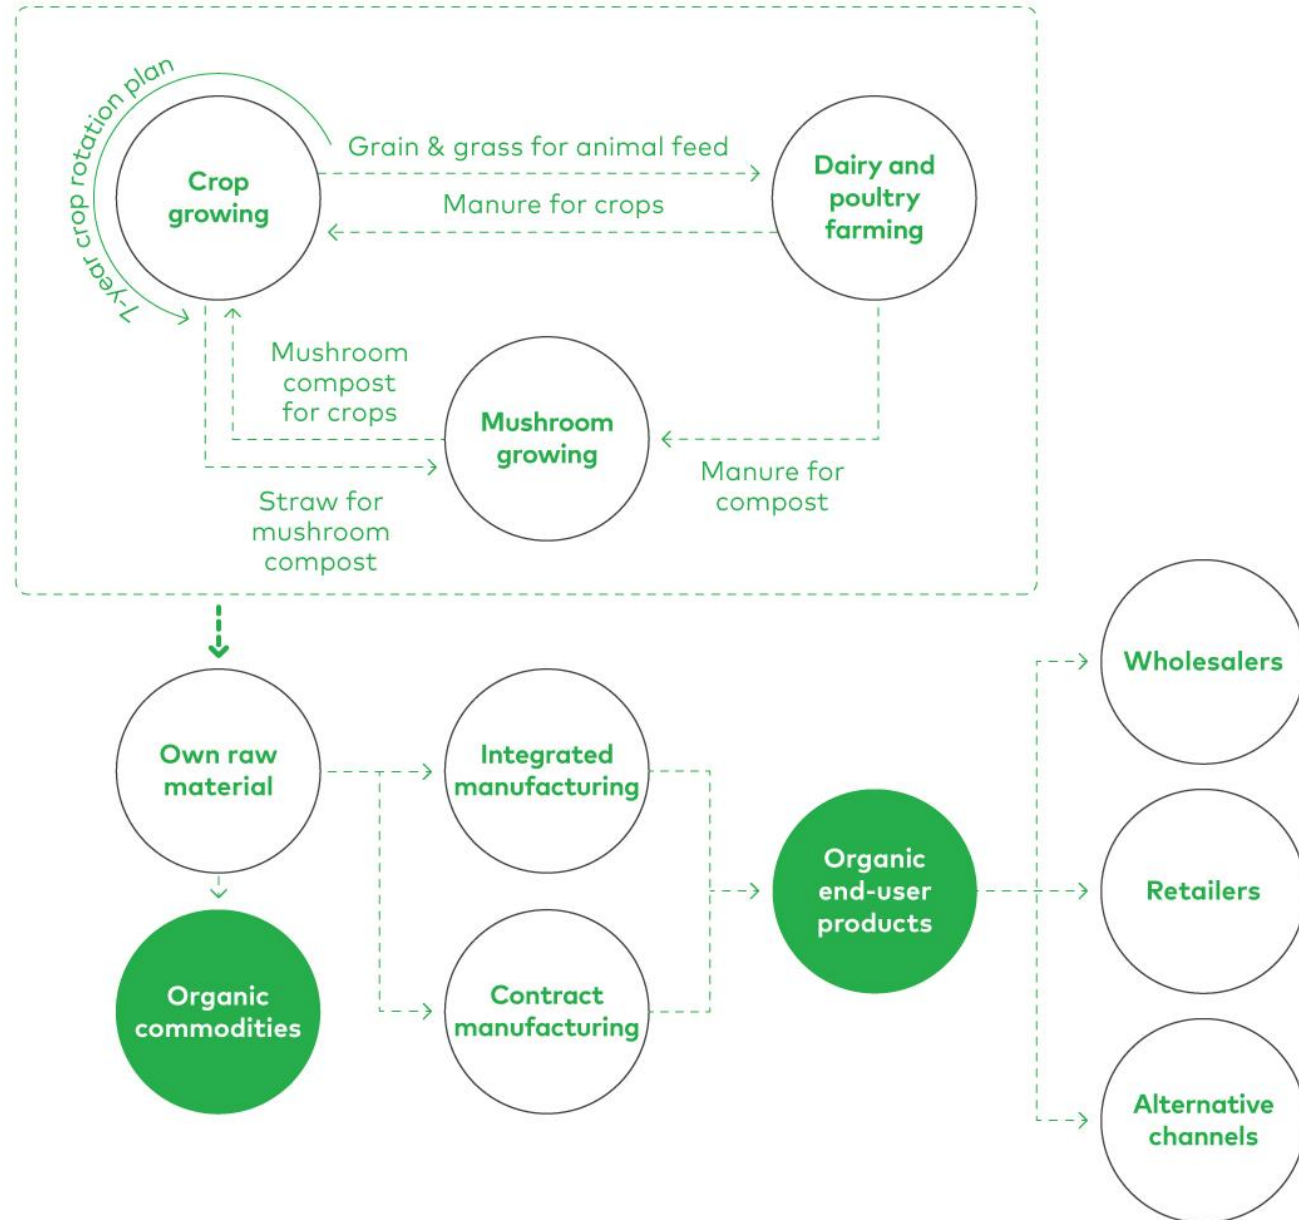 7-year crop rotation plan
Crop
growing
Grain & grass for animal feed
Manure for crops
Dairy and
poultry
farming
Mushroom
compost
for crops
Mushroom
growing
Straw for
mushroom
compost
Manure for
compost
Own raw
material
Integrated
manufacturing
Organic
commodities
Contract
manufacturing
Organic
end-user
products
Wholesalers
Retailers
Alternative
channels